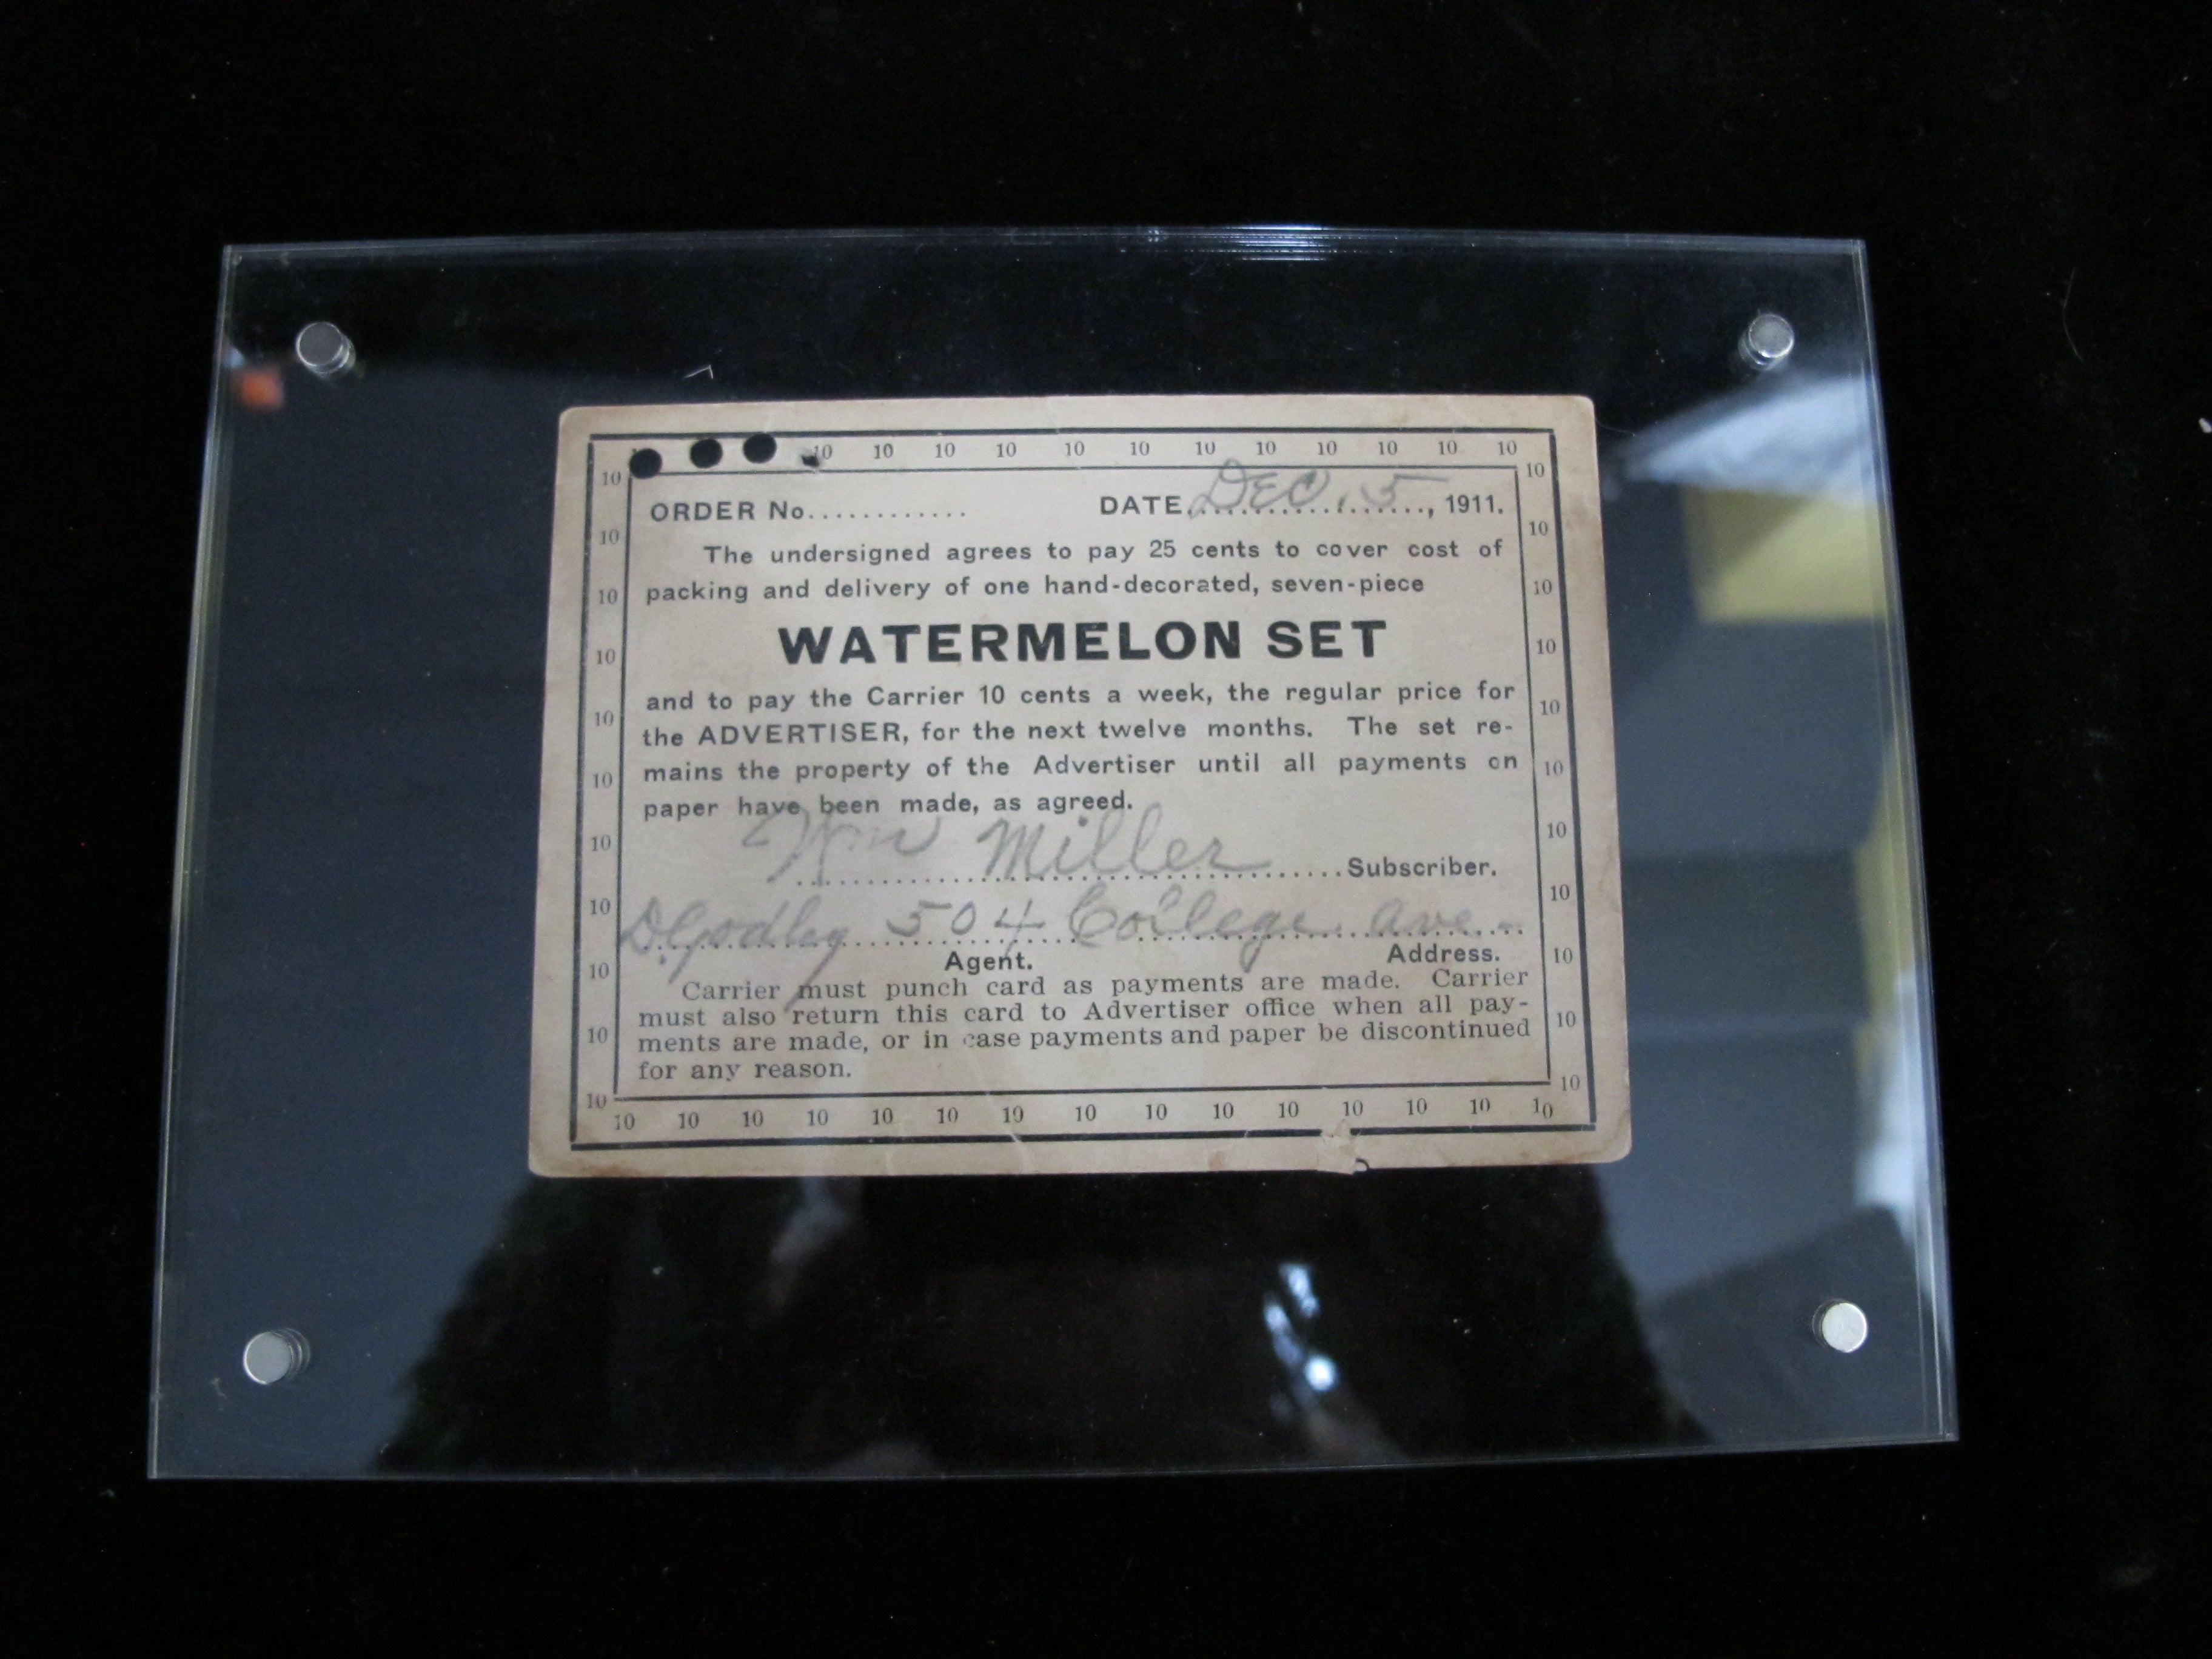 10 10 10 10 10 10 10 10 10 10 10 10
ORDER No............. DATE DEC. 5, 1911.
The undersigned agrees to pay 25 cents to cover cost of
packing and delivery of one hand-decorated, seven-piece
WATERMELON SET
and to pay the Carrier 10 cents a week, the regular price for
the ADVERTISER, for the next twelve months. The set re-
mains the property of the Advertiser until all payments on
paper have been made, as agreed.
Wm Miller Subscriber.
D. Godley 504 College Ave.
Agent. Address.
Carrier must punch card as payments are made. Carrier
must also return this card to Advertiser office when all pay-
ments are made, or in case payments and paper be discontinued
for any reason.
10 10 10 10 10 10 10 10 10 10 10 10 10 10 10
10 10 10 10 10 10 10 10 10 10 10
10 10 10 10 10 10 10 10 10 10 10